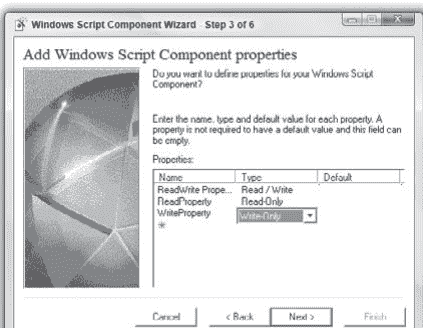 Windows Script Component Wizard Step 3 of 6
Add Windows Script Component properties
Do you want to define properties for your Windows Script
Component?
Enter the name, type and default value for each property. A
property is not required to have a default value and this field can
be empty.
Properties:
Name Type Default
ReadWrite Prope... Read / Write
ReadProperty Read-Only
WriteProperty Write-Only
*
Cancel < Back Next > Finish